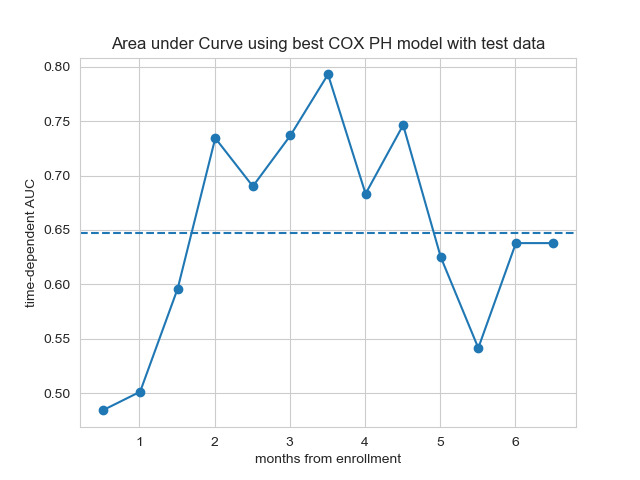 Area under Curve using best COX PH model with test data
0.80
0.75
0.70
0.65
0.60
0.55
0.50
time-dependent AUC
1 2 3 4 5 6
months from enrollment